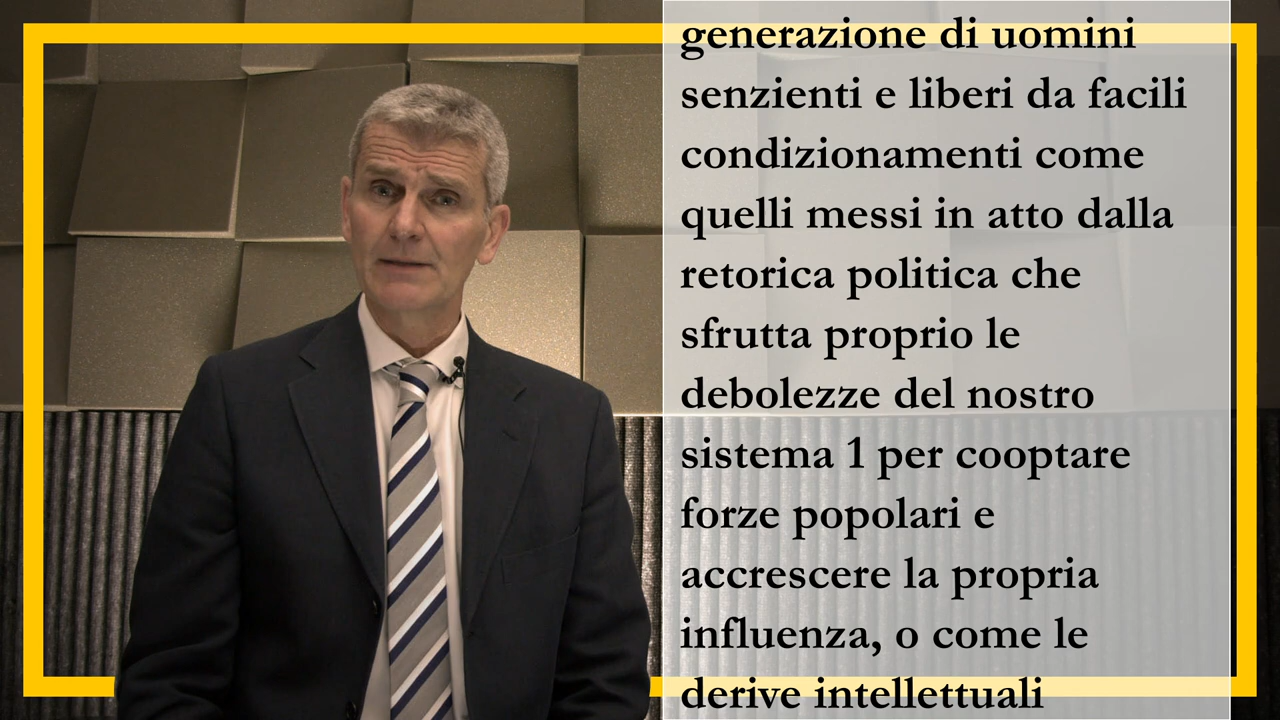 generazione di uomini
senzienti e liberi da facili
condizionamenti come
quelli messi in atto dalla
retorica politica che
sfrutta proprio le
debolezze del nostro
sistema 1 per cooptare
forze popolari e
accrescere la propria
influenza, o come le
derive intellettuali